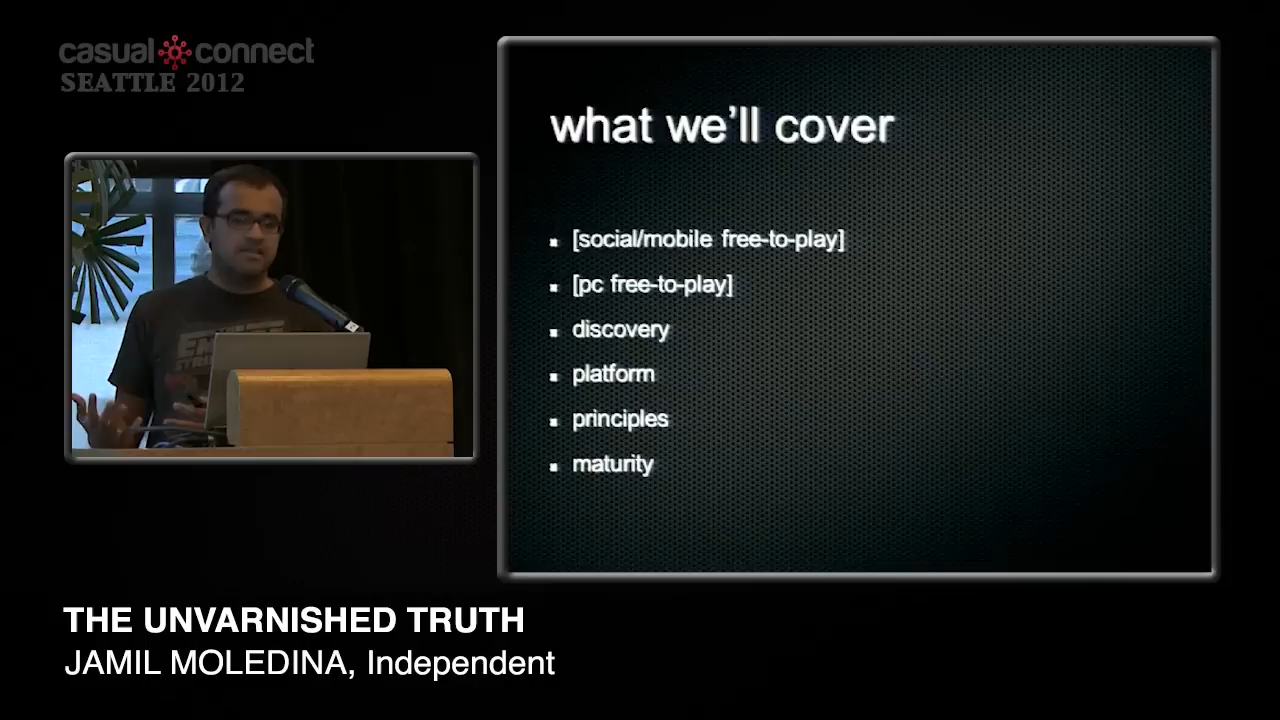 casual connect
SEATTLE 2012
what we'll cover
[social/mobile free-to-play]
[pc free-to-play]
discovery
platform
principles
maturity
THE UNVARNISHED TRUTH
JAMIL MOLEDINA, Independent